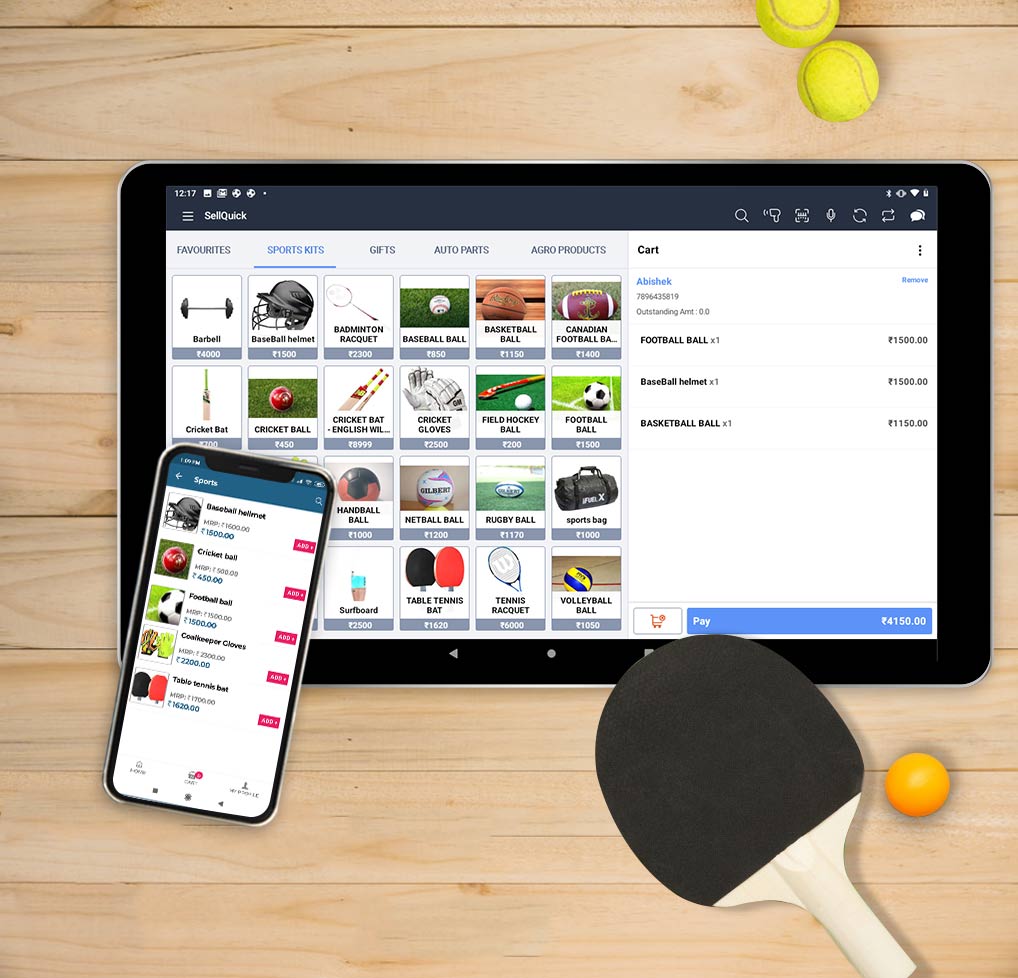 12:17
SellQuick
FAVOURITES SPORTS KITS GIFTS AUTO PARTS AGRO PRODUCTS
Barbell
₹4000
BaseBall helmet
₹1500
BADMINTON
RACQUET
₹2300
BASEBALL BALL
₹850
BASKETBALL
BALL
₹1150
CANADIAN
FOOTBALL BA...
₹1400
Cricket Bat
₹700
CRICKET BALL
₹450
CRICKET BAT
- ENGLISH WIL...
₹8999
CRICKET
GLOVES
₹2500
FIELD HOCKEY
BALL
₹200
FOOTBALL
BALL
₹1500
HANDBALL
BALL
₹1000
GILBERT
NETBALL BALL
₹1200
GILBERT
RUGBY BALL
₹1170
FUEL X
sports bag
₹1000
Surfboard
₹2500
TABLE TENNIS
BAT
₹1620
TENNIS
RACQUET
₹6000
VOLLEYBALL
BALL
₹1050
Cart
Abishek
Remove
7896435819
Outstanding Amt : 0.0
FOOTBALL BALL x1 ₹1500.00
BaseBall helmet x1 ₹1500.00
BASKETBALL BALL x1 ₹1150.00
Pay ₹4150.00
1:09 PM
Sports
Baseball helmet
MRP: ₹1600.00
₹1500.00
ADD +
Cricket ball
MRP: ₹500.00
₹450.00
ADD +
Football ball
MRP: ₹1500.00
₹1500.00
ADD +
Goalkeeper Gloves
MRP: ₹2300.00
₹2200.00
ADD +
Table tennis bat
MRP: ₹1700.00
₹1620.00
ADD +
HOME
CART
MY PROFILE